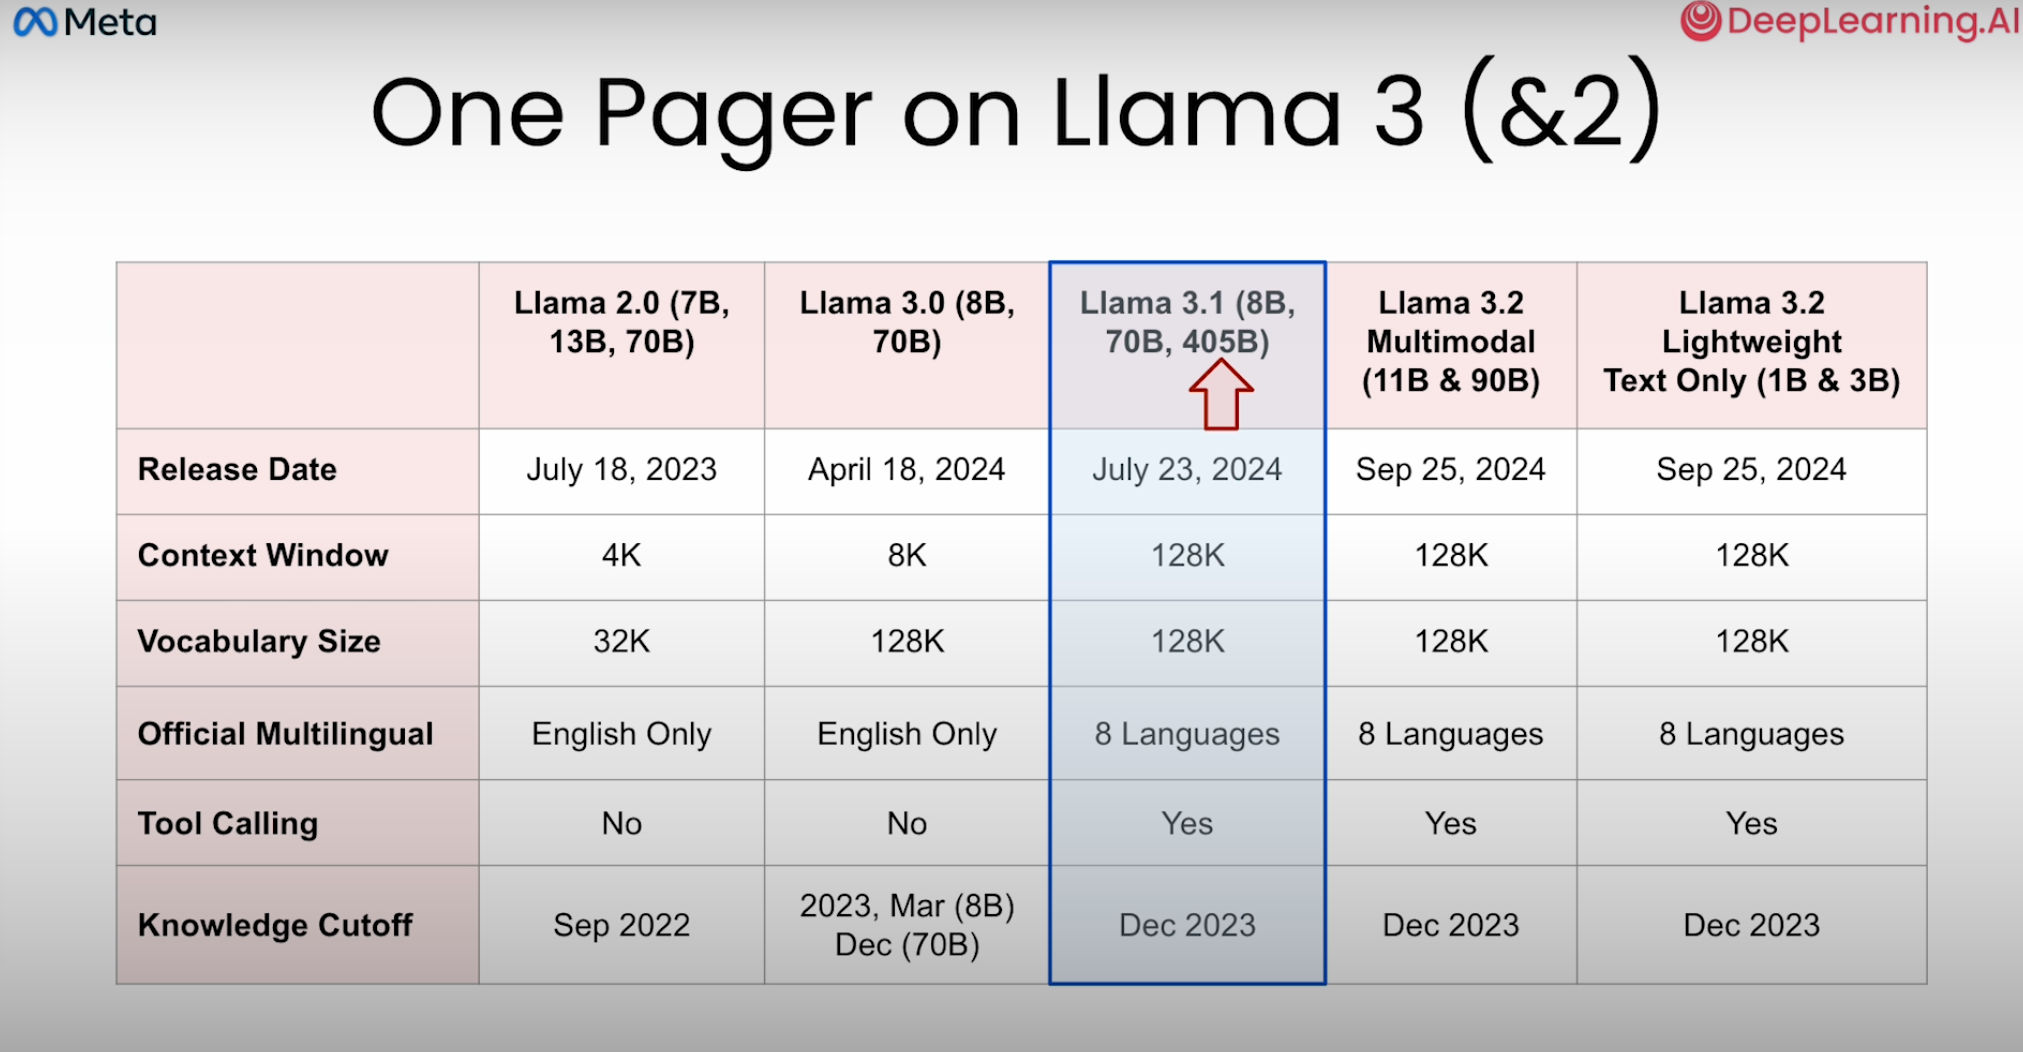 Meta
DeepLearning.AI
One Pager on Llama 3 (&2)
Llama 2.0 (7B,
13B, 70B)
Llama 3.0 (8B,
70B)
Llama 3.1 (8B,
70B, 405B)
Llama 3.2
Multimodal
(11B & 90B)
Llama 3.2
Lightweight
Text Only (1B & 3B)
Release Date
July 18, 2023
April 18, 2024
July 23, 2024
Sep 25, 2024
Sep 25, 2024
Context Window
4K
8K
128K
128K
128K
Vocabulary Size
32K
128K
128K
128K
128K
Official Multilingual
English Only
English Only
8 Languages
8 Languages
8 Languages
Tool Calling
No
No
Yes
Yes
Yes
Knowledge Cutoff
Sep 2022
2023, Mar (8B)
Dec (70B)
Dec 2023
Dec 2023
Dec 2023